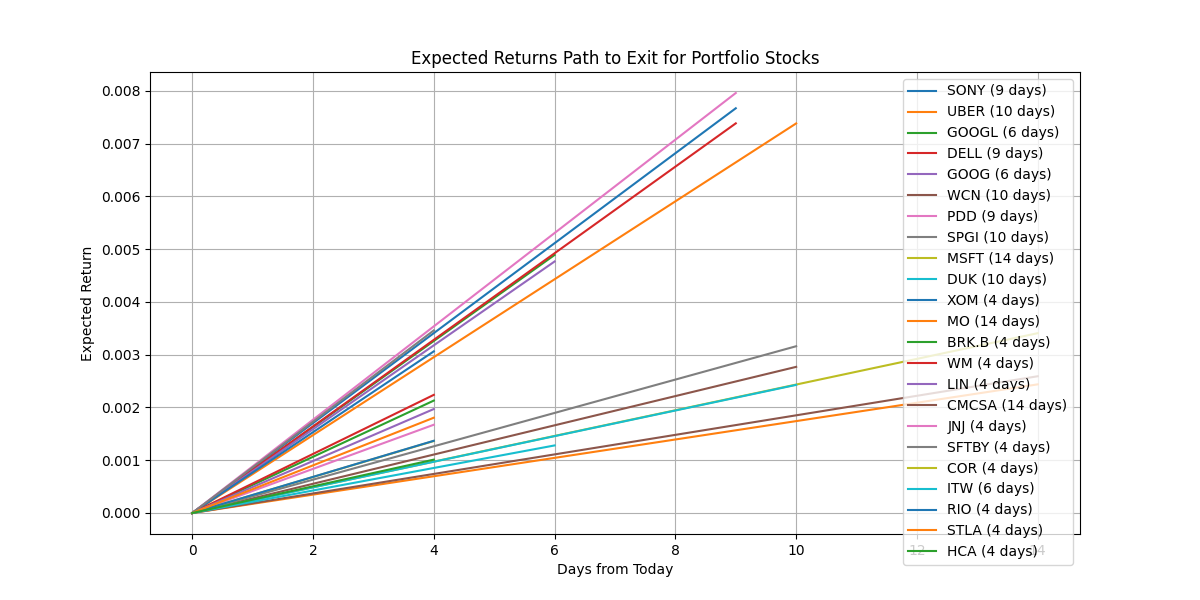 Expected Returns Path to Exit for Portfolio Stocks
0.008
0.007
0.006
0.005
0.004
0.003
0.002
0.001
0.000
Expected Return
SONY (9 days)
UBER (10 days)
GOOGL (6 days)
DELL (9 days)
GOOG (6 days)
WCN (10 days)
PDD (9 days)
SPGI (10 days)
MSFT (14 days)
DUK (10 days)
XOM (4 days)
MO (14 days)
BRK.B (4 days)
WM (4 days)
LIN (4 days)
CMCSA (14 days)
JNJ (4 days)
SFTBY (4 days)
COR (4 days)
ITW (6 days)
RIO (4 days)
STLA (4 days)
HCA (4 days)
0 2 4 6 8 10 12 14
Days from Today